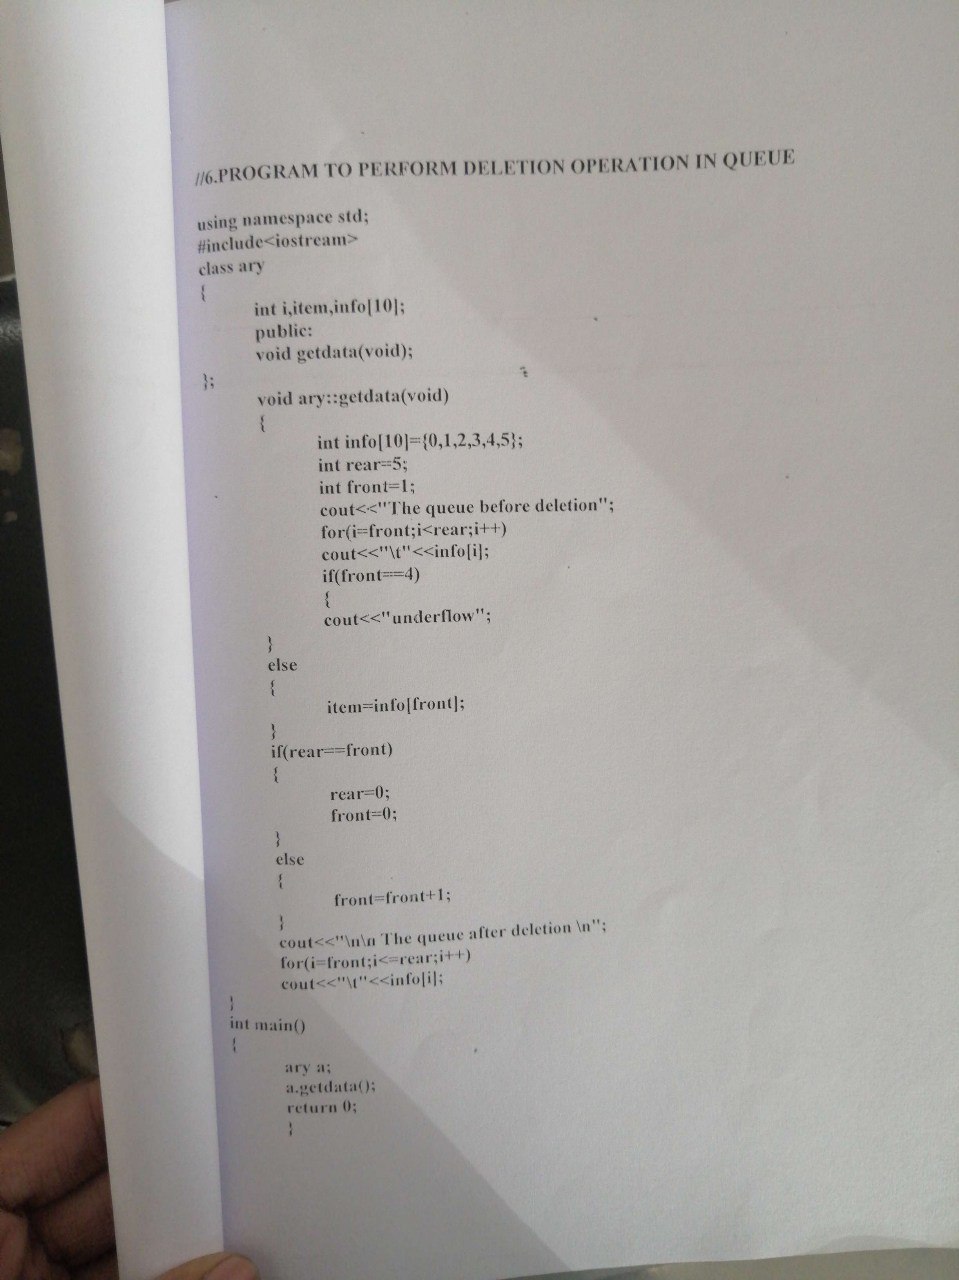 //6.PROGRAM TO PERFORM DELETION OPERATION IN QUEUE
using namespace std;
#include<iostream>
class ary
{
int i,item,info[10];
public:
void getdata(void);
};
void ary::getdata(void)
{
int info[10]={0,1,2,3,4,5};
int rear=5;
int front=1;
cout<<"The queue before deletion";
for(i=front;i<rear;i++)
cout<<"\t"<<info[i];
if(front==4)
{
cout<<"underflow";
}
else
{
item=info[front];
}
if(rear==front)
{
rear=0;
front=0;
}
else
{
front=front+1;
}
cout<<"\n\n The queue after deletion \n";
for(i=front;i<=rear;i++)
cout<<"\t"<<info[i];
}
int main()
{
ary a;
a.getdata();
return 0;
}